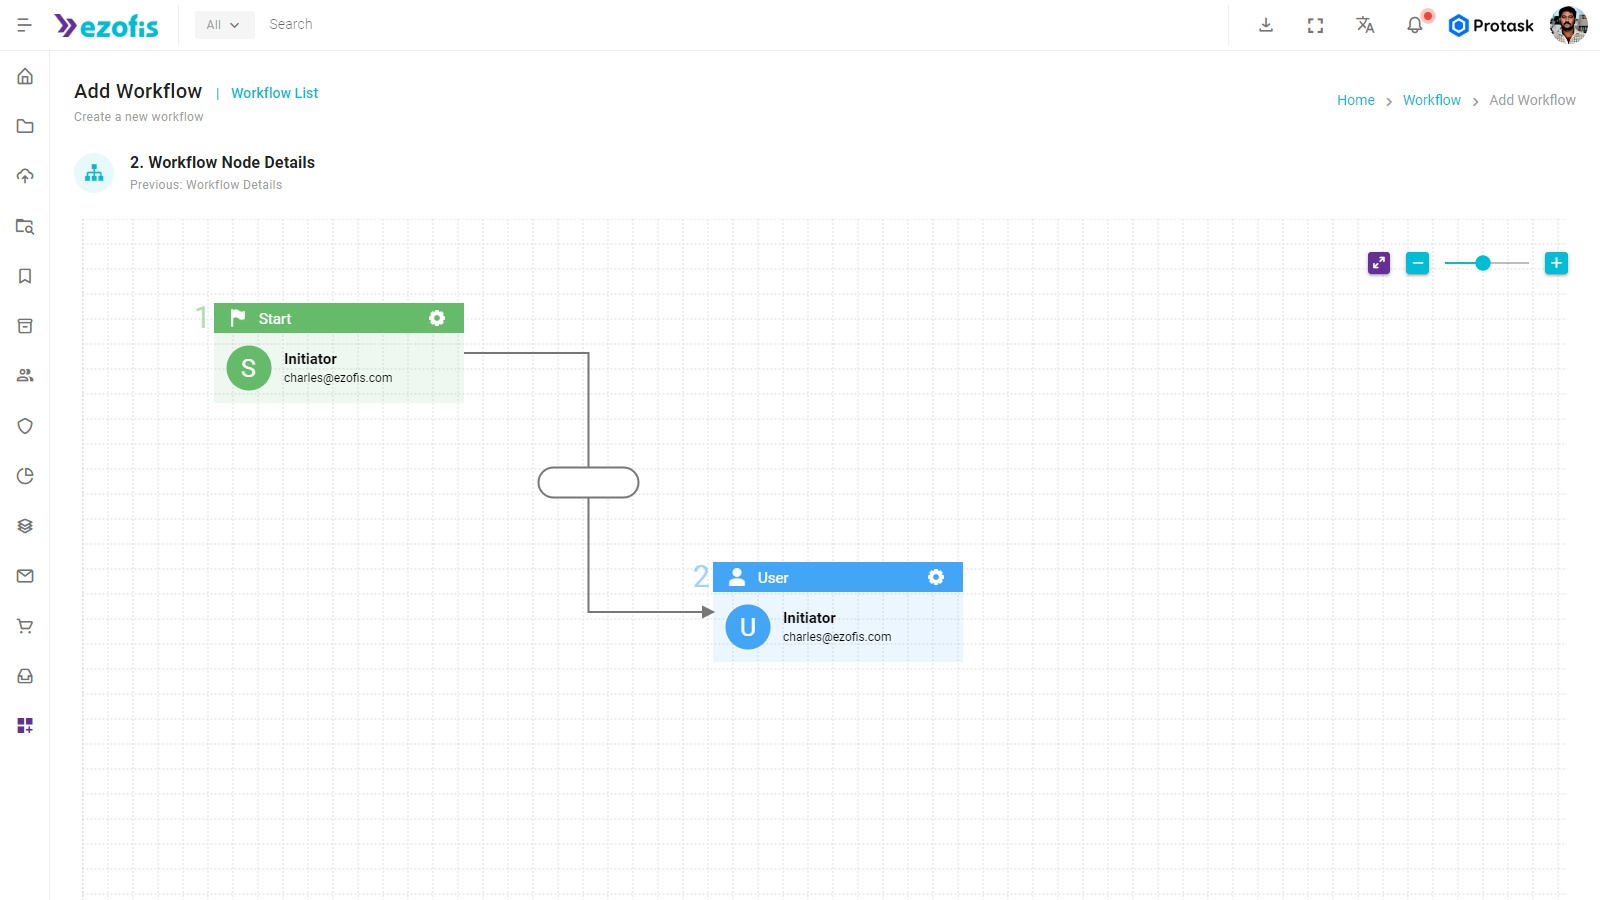 ezofis
All
Search
Protask
Add Workflow | Workflow List
Home > Workflow > Add Workflow
Create a new workflow
2. Workflow Node Details
Previous: Workflow Details
1
Start
S
Initiator
charles@ezofis.com
2
User
U
Initiator
charles@ezofis.com